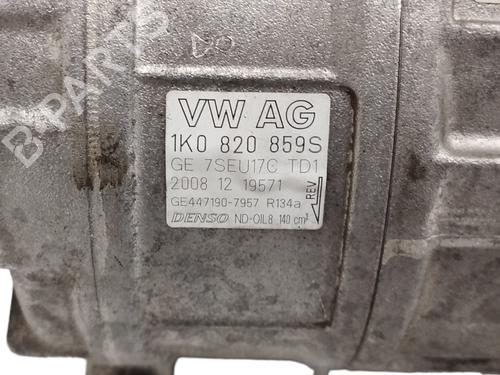 DO
VW AG
1K0 820 859S
GE 7SEU17C TD1
2008 12 19571
GE447190-7957 R134a
REV
DENSO ND-OIL8 140 cm³
B-PARTS